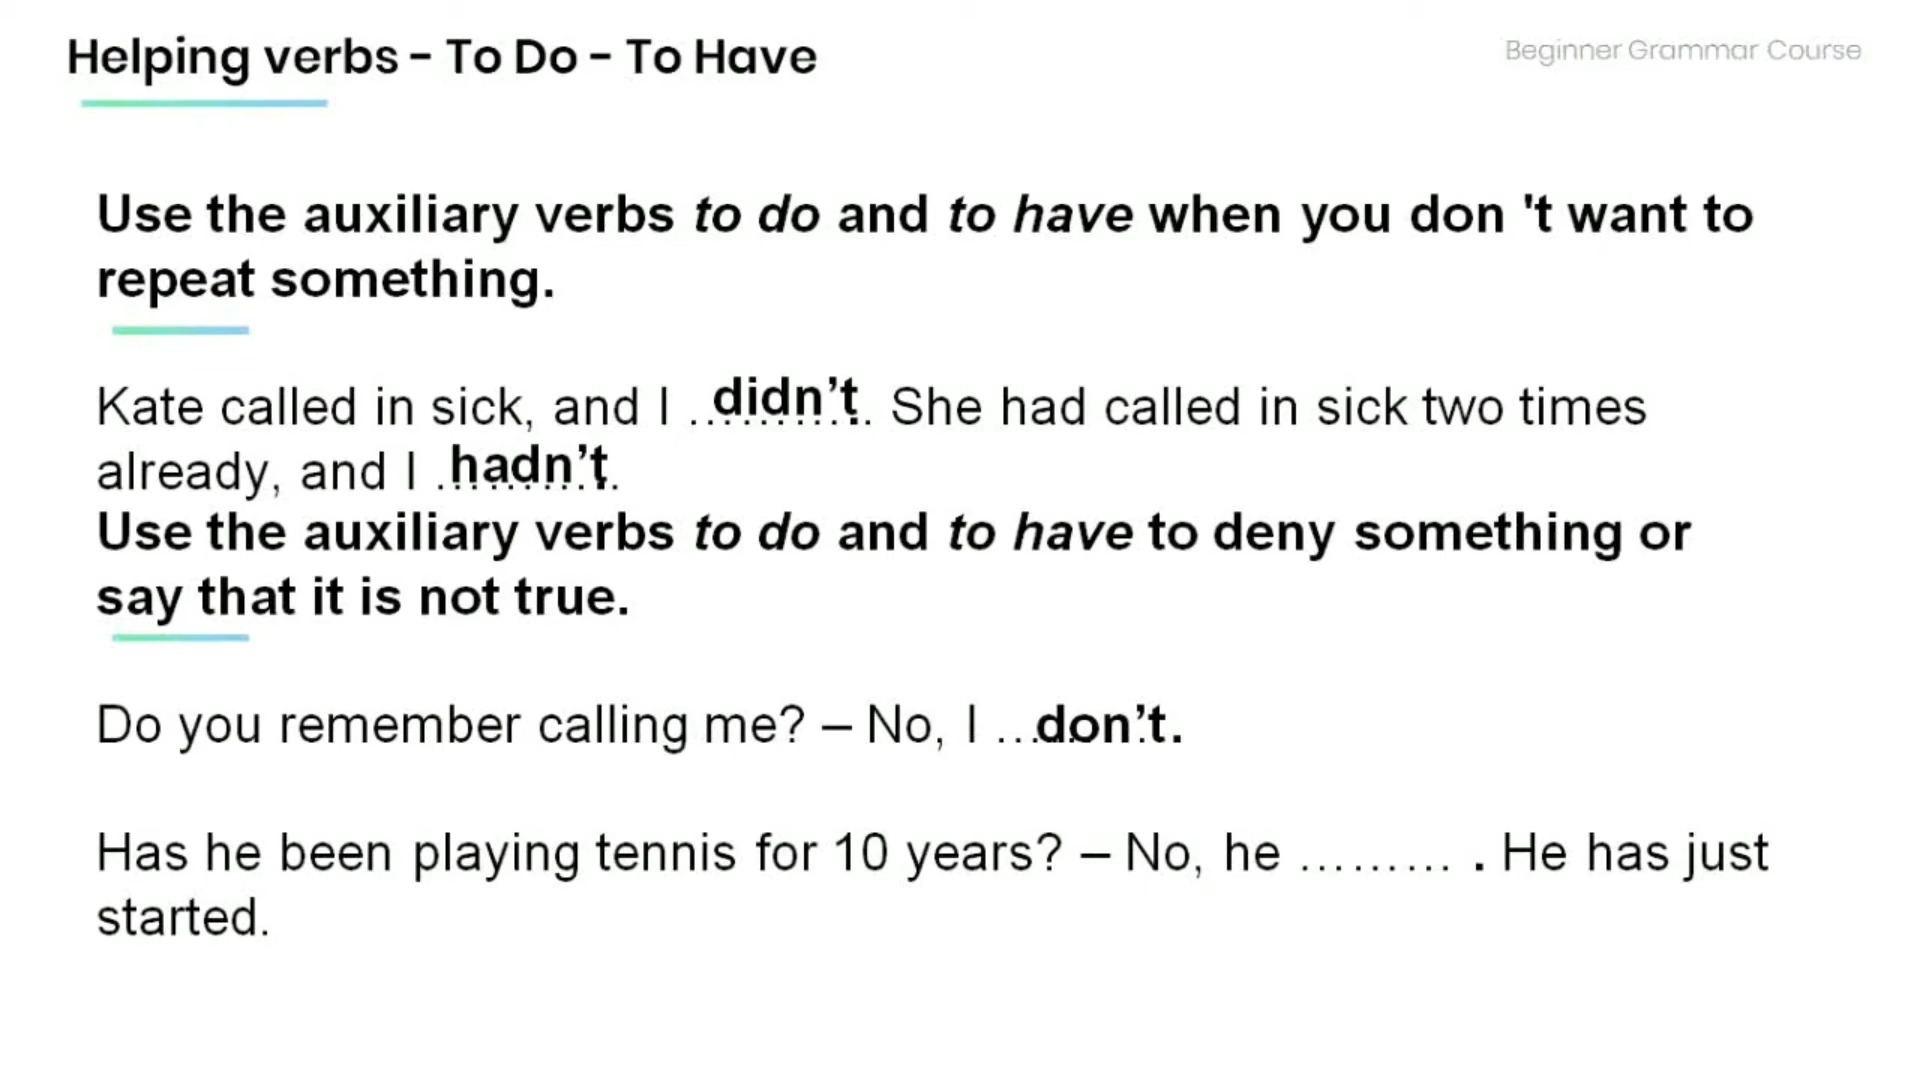 Helping verbs – To Do – To Have
Beginner Grammar Course
Use the auxiliary verbs to do and to have when you don 't want to
repeat something.
Kate called in sick, and I ..didn’t. She had called in sick two times
already, and I .hadn’t.
Use the auxiliary verbs to do and to have to deny something or
say that it is not true.
Do you remember calling me? – No, I ...don’t.
Has he been playing tennis for 10 years? – No, he ......... . He has just
started.